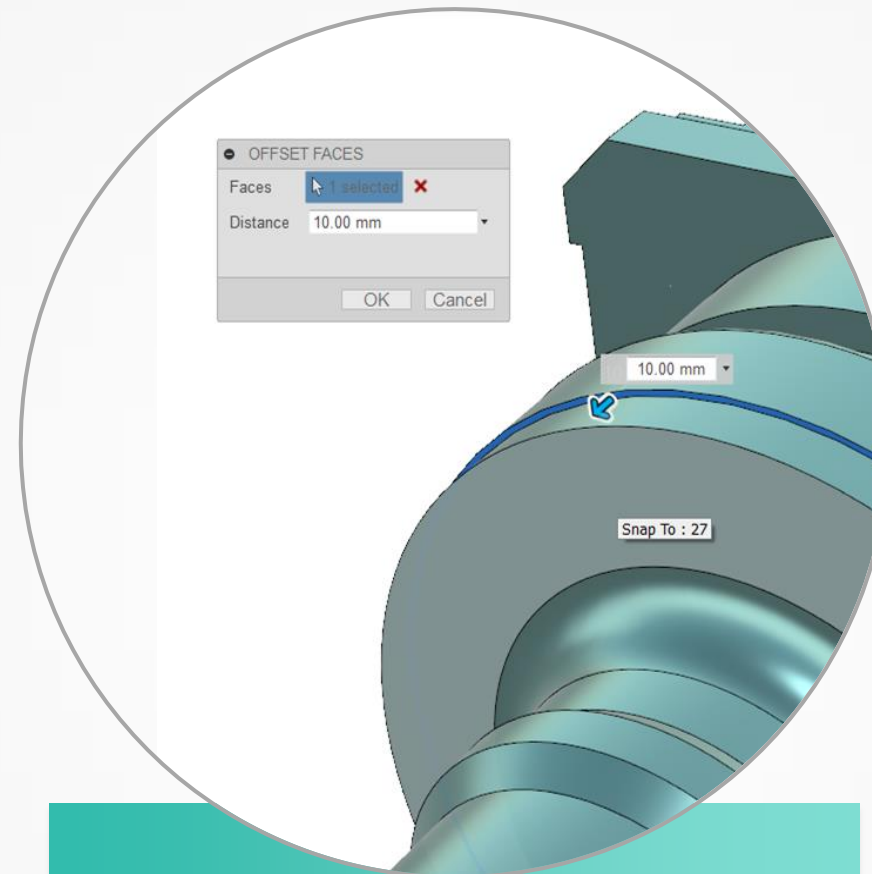 OFFSET FACES
Faces 1 selected
Distance 10.00 mm
OK Cancel
10.00 mm
Snap To : 27